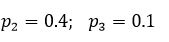 p₂ = 0.4;   p₃ = 0.1